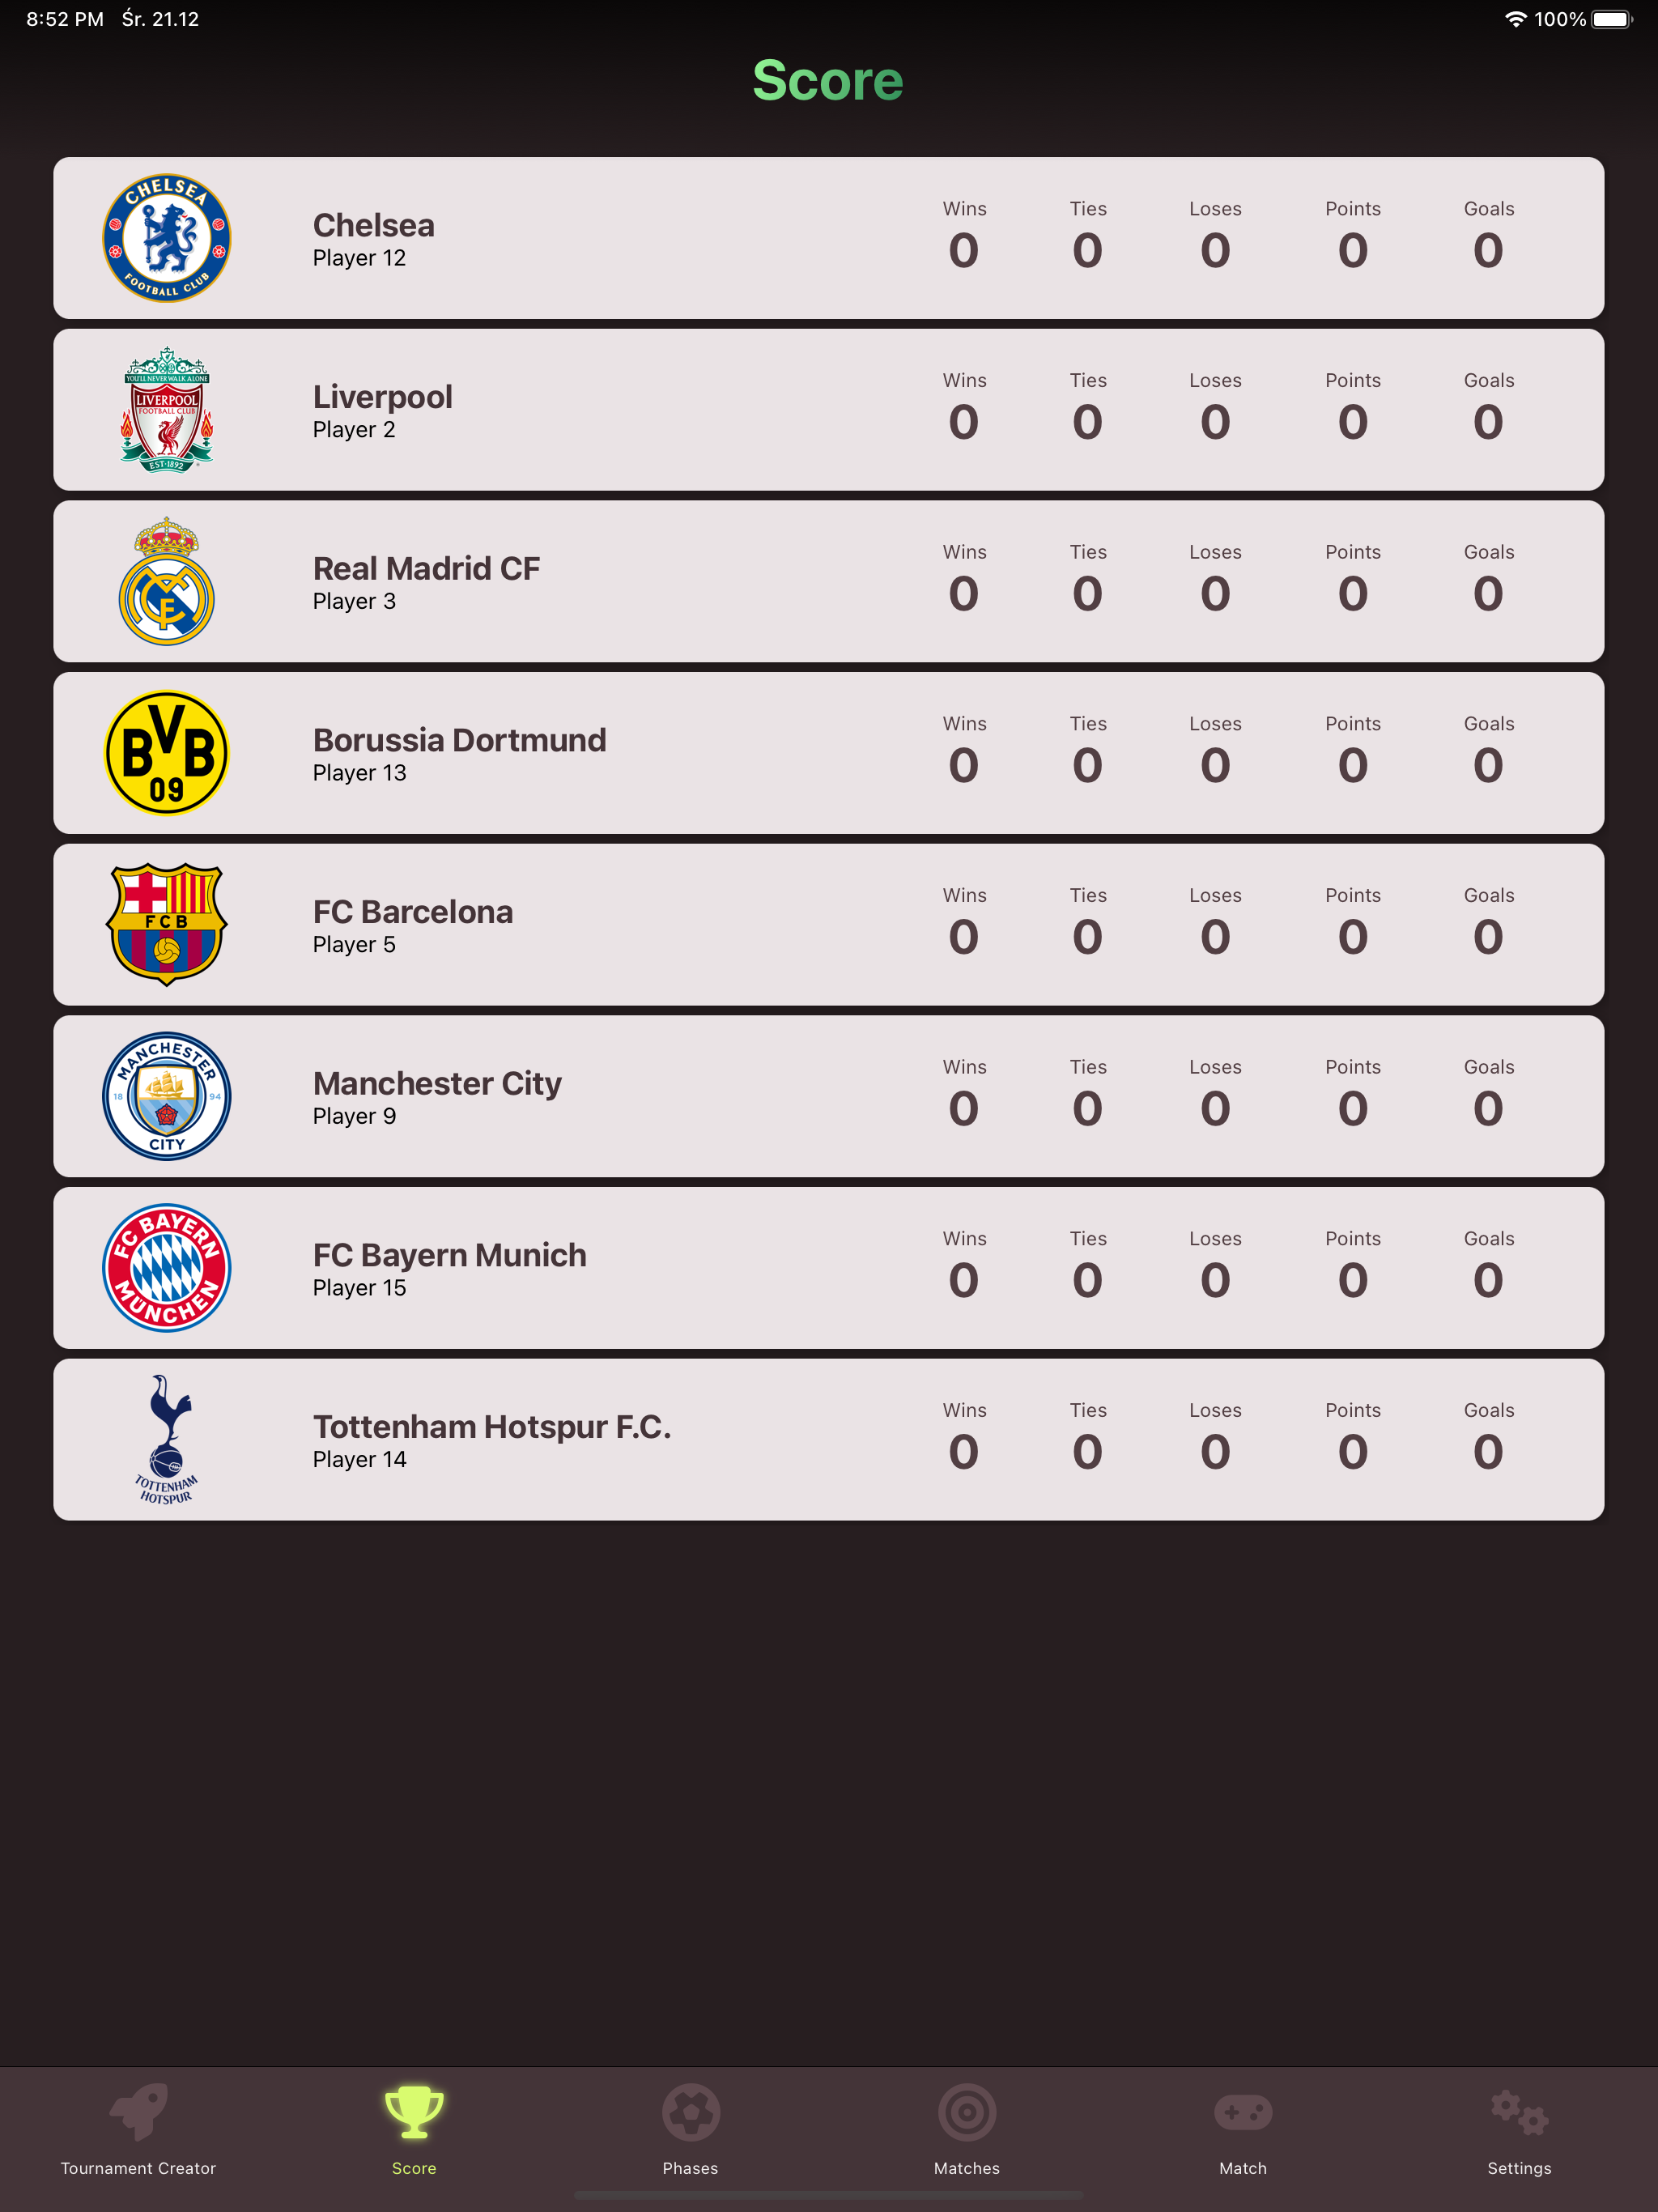 8:52 PM Śr. 21.12 100%
Score
CHELSEA
FOOTBALL CLUB
Chelsea
Player 12
Wins Ties Loses Points Goals
0 0 0 0 0
YOU'LL NEVER WALK ALONE
LIVERPOOL
FOOTBALL CLUB
EST·1892
Liverpool
Player 2
Wins Ties Loses Points Goals
0 0 0 0 0
Real Madrid CF
Player 3
Wins Ties Loses Points Goals
0 0 0 0 0
BVB
09
Borussia Dortmund
Player 13
Wins Ties Loses Points Goals
0 0 0 0 0
FCB
FC Barcelona
Player 5
Wins Ties Loses Points Goals
0 0 0 0 0
MANCHESTER
18 94
CITY
Manchester City
Player 9
Wins Ties Loses Points Goals
0 0 0 0 0
FC BAYERN
MÜNCHEN
FC Bayern Munich
Player 15
Wins Ties Loses Points Goals
0 0 0 0 0
TOTTENHAM
HOTSPUR
Tottenham Hotspur F.C.
Player 14
Wins Ties Loses Points Goals
0 0 0 0 0
Tournament Creator Score Phases Matches Match Settings